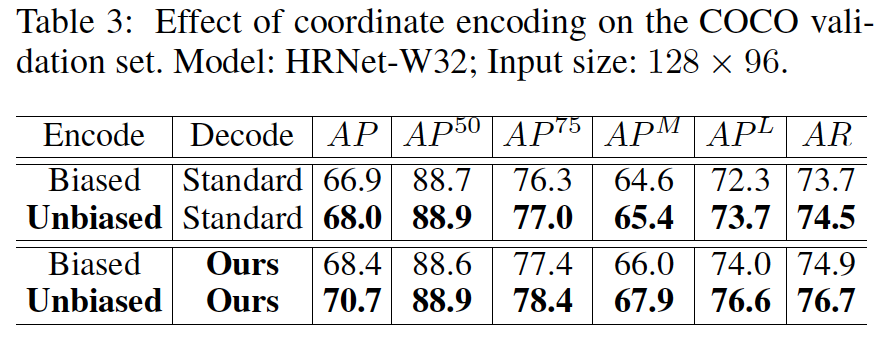 Table 3: Effect of coordinate encoding on the COCO vali-
dation set. Model: HRNet-W32; Input size: 128 × 96.
Encode Decode AP AP^50 AP^75 AP^M AP^L AR
Biased Standard 66.9 88.7 76.3 64.6 72.3 73.7
Unbiased Standard 68.0 88.9 77.0 65.4 73.7 74.5
Biased Ours 68.4 88.6 77.4 66.0 74.0 74.9
Unbiased Ours 70.7 88.9 78.4 67.9 76.6 76.7